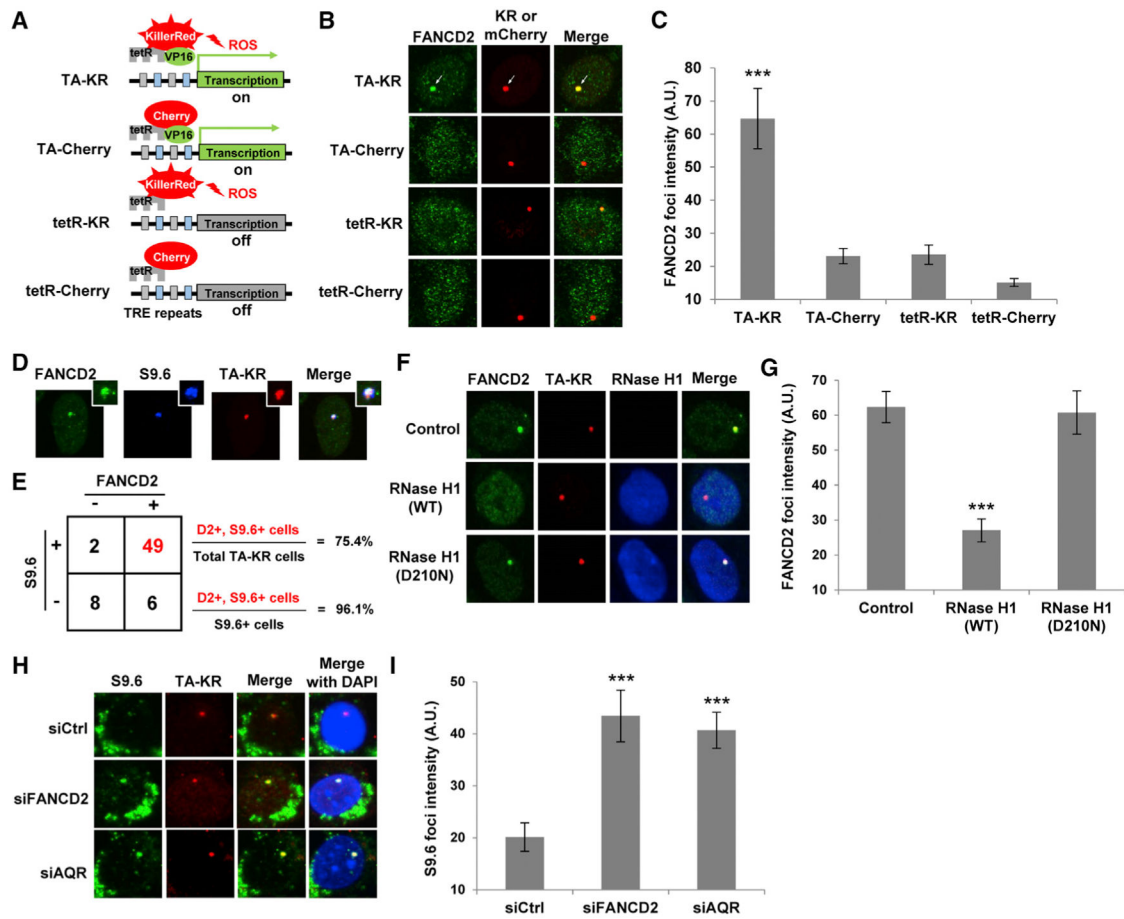 A
KillerRed
ROS
tetR
VP16
Transcription
TA-KR
on
Cherry
tetR
VP16
TA-Cherry
Transcription
on
KillerRed
ROS
tetR
tetR-KR
Transcription
off
Cherry
tetR
tetR-Cherry
Transcription
TRE repeats
off
B
KR or
FANCD2 mCherry Merge
TA-KR
TA-Cherry
tetR-KR
tetR-Cherry
C
FANCD2 foci intensity (A.U.)
80
70
60
50
40
30
20
10
***
TA-KR TA-Cherry tetR-KR tetR-Cherry
D
FANCD2 S9.6 TA-KR Merge
E
FANCD2
- +
S9.6
+ 2 49
- 8 6
D2+, S9.6+ cells
Total TA-KR cells
= 75.4%
D2+, S9.6+ cells
S9.6+ cells
= 96.1%
F
FANCD2 TA-KR RNase H1 Merge
Control
RNase H1
(WT)
RNase H1
(D210N)
G
FANCD2 foci intensity (A.U.)
70
60
50
40
30
20
10
***
Control RNase H1 RNase H1
(WT) (D210N)
H
Merge
S9.6 TA-KR Merge with DAPI
siCtrl
siFANCD2
siAQR
I
S9.6 foci intensity (A.U.)
50
40
30
20
10
*** ***
siCtrl siFANCD2 siAQR